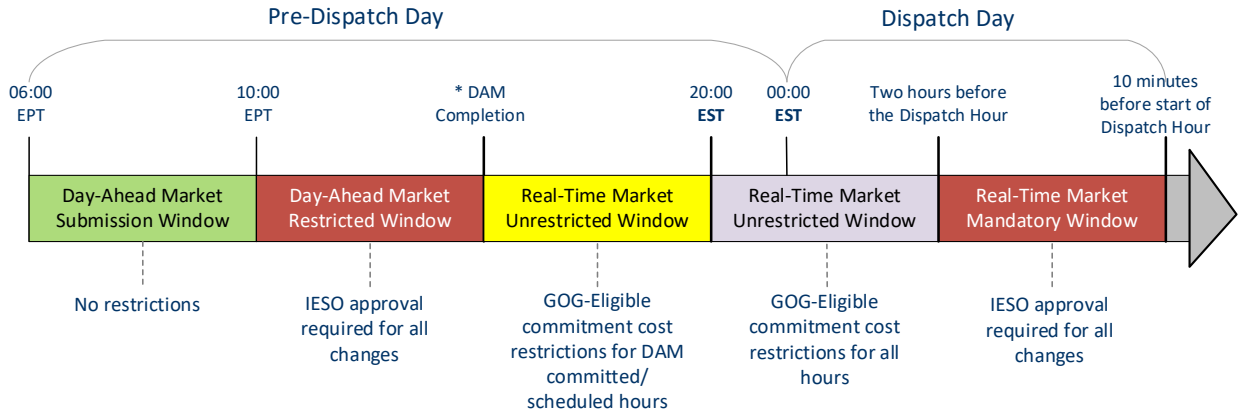 Pre-Dispatch Day
Dispatch Day
06:00
EPT
10:00
EPT
* DAM
Completion
20:00
EST
00:00
EST
Two hours before
the Dispatch Hour
10 minutes
before start of
Dispatch Hour
Day-Ahead Market
Submission Window
Day-Ahead Market
Restricted Window
Real-Time Market
Unrestricted Window
Real-Time Market
Unrestricted Window
Real-Time Market
Mandatory Window
No restrictions
IESO approval
required for all
changes
GOG-Eligible
commitment cost
restrictions for DAM
committed/
scheduled hours
GOG-Eligible
commitment cost
restrictions for all
hours
IESO approval
required for all
changes